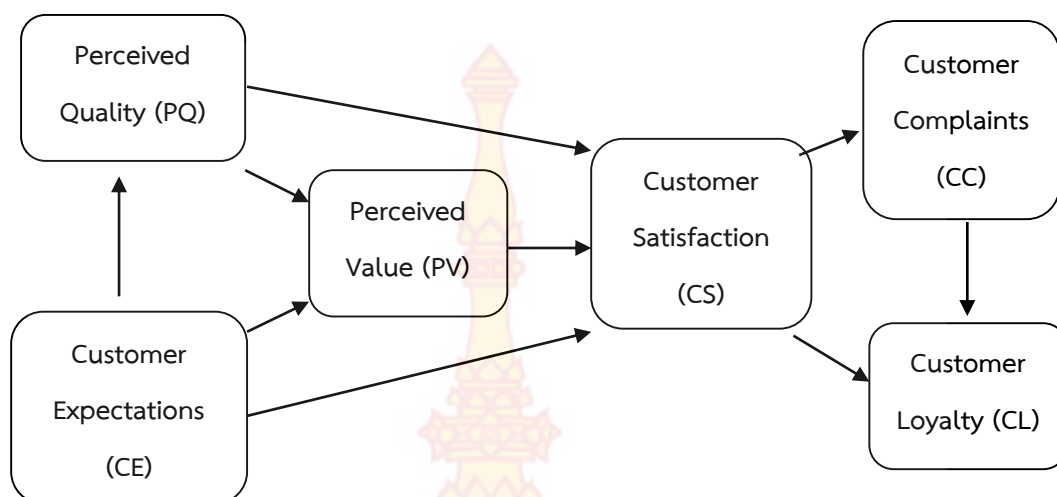 Perceived
Quality (PQ)
Customer
Expectations
(CE)
Perceived
Value (PV)
Customer
Satisfaction
(CS)
Customer
Complaints
(CC)
Customer
Loyalty (CL)